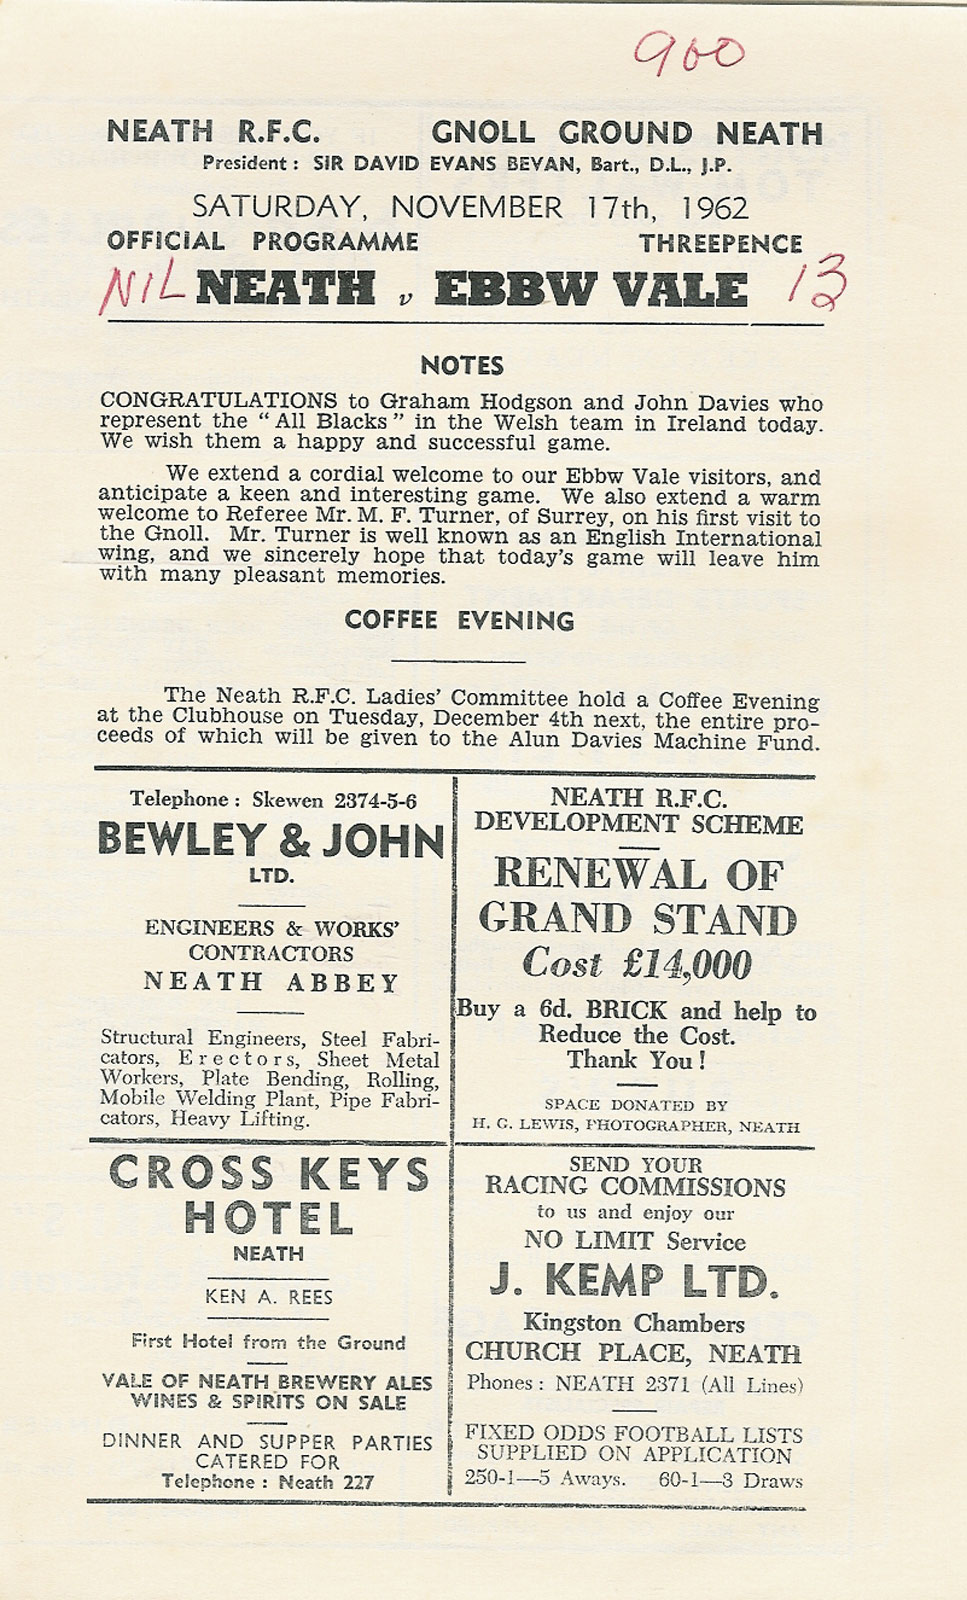 900
NEATH R.F.C. GNOLL GROUND NEATH
President : SIR DAVID EVANS BEVAN, Bart., D.L., J.P.
SATURDAY, NOVEMBER 17th, 1962
OFFICIAL PROGRAMME THREEPENCE
NIL NEATH v EBBW VALE 13
NOTES
CONGRATULATIONS to Graham Hodgson and John Davies who
represent the "All Blacks" in the Welsh team in Ireland today.
We wish them a happy and successful game.
We extend a cordial welcome to our Ebbw Vale visitors, and
anticipate a keen and interesting game. We also extend a warm
welcome to Referee Mr. M. F. Turner, of Surrey, on his first visit to
the Gnoll. Mr. Turner is well known as an English International
wing, and we sincerely hope that today's game will leave him
with many pleasant memories.
COFFEE EVENING
The Neath R.F.C. Ladies' Committee hold a Coffee Evening
at the Clubhouse on Tuesday, December 4th next, the entire pro-
ceeds of which will be given to the Alun Davies Machine Fund.
Telephone : Skewen 2374-5-6
BEWLEY & JOHN
LTD.
ENGINEERS & WORKS'
CONTRACTORS
NEATH ABBEY
Structural Engineers, Steel Fabri-
cators, Erectors, Sheet Metal
Workers, Plate Bending, Rolling,
Mobile Welding Plant, Pipe Fabri-
cators, Heavy Lifting.
NEATH R.F.C.
DEVELOPMENT SCHEME
RENEWAL OF
GRAND STAND
Cost £14,000
Buy a 6d. BRICK and help to
Reduce the Cost.
Thank You !
SPACE DONATED BY
H. G. LEWIS, PHOTOGRAPHER, NEATH
CROSS KEYS
HOTEL
NEATH
KEN A. REES
First Hotel from the Ground
VALE OF NEATH BREWERY ALES
WINES & SPIRITS ON SALE
DINNER AND SUPPER PARTIES
CATERED FOR
Telephone : Neath 227
SEND YOUR
RACING COMMISSIONS
to us and enjoy our
NO LIMIT Service
J. KEMP LTD.
Kingston Chambers
CHURCH PLACE, NEATH
Phones : NEATH 2371 (All Lines)
FIXED ODDS FOOTBALL LISTS
SUPPLIED ON APPLICATION
250-1—5 Aways. 60-1—3 Draws